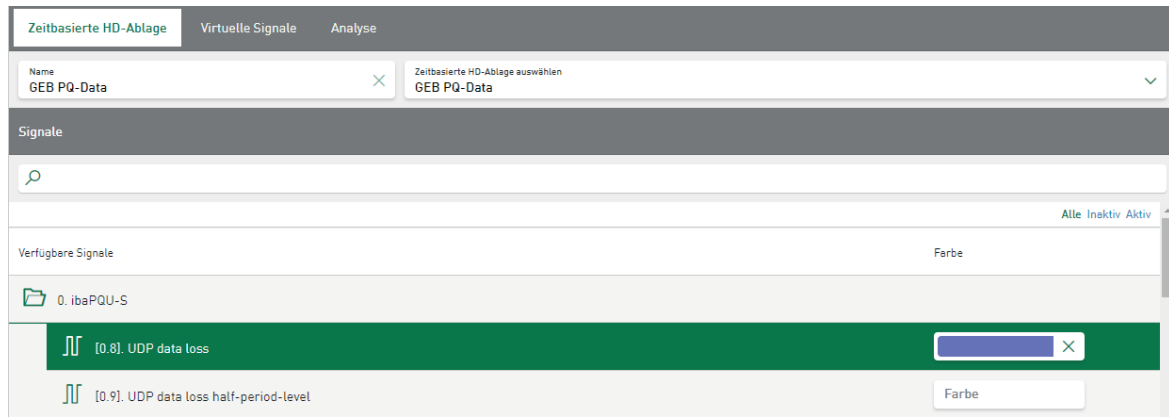 Zeitbasierte HD-Ablage Virtuelle Signale Analyse
Name Zeitbasierte HD-Ablage auswählen
GEB PQ-Data GEB PQ-Data
Signale
Alle Inaktiv Aktiv
Verfügbare Signale Farbe
0. ibaPQU-S
[0.8]. UDP data loss
[0.9]. UDP data loss half-period-level Farbe